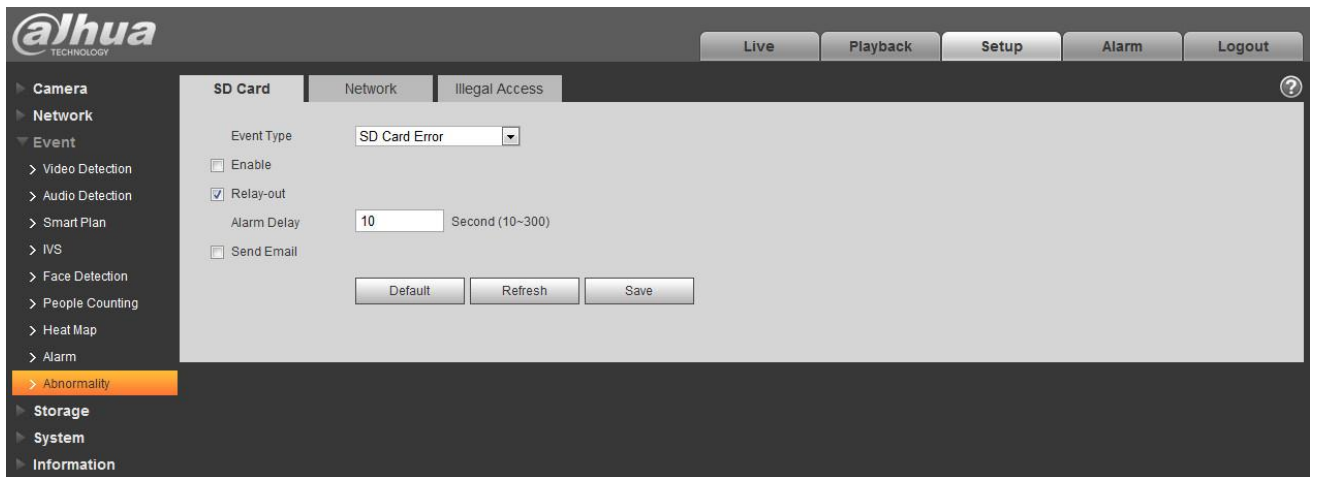 alhua
TECHNOLOGY
Live Playback Setup Alarm Logout
Camera
Network
Event
Video Detection
Audio Detection
Smart Plan
IVS
Face Detection
People Counting
Heat Map
Alarm
Abnormality
Storage
System
Information
SD Card Network Illegal Access ?
Event Type SD Card Error
Enable
Relay-out
Alarm Delay 10 Second (10~300)
Send Email
Default Refresh Save